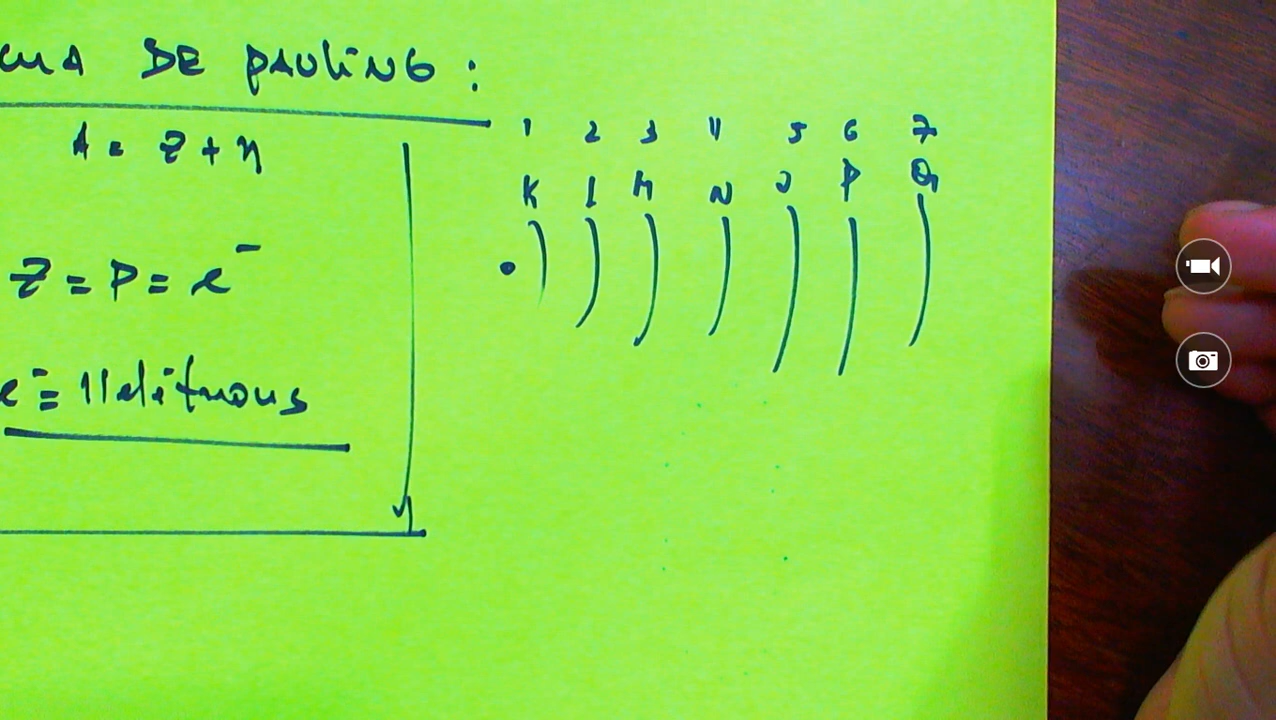 DE PAULING :
A = Z + n
Z = P = e⁻
e⁻ = 11 elétrons
1 2 3 4 5 6 7
K L M N O P Q